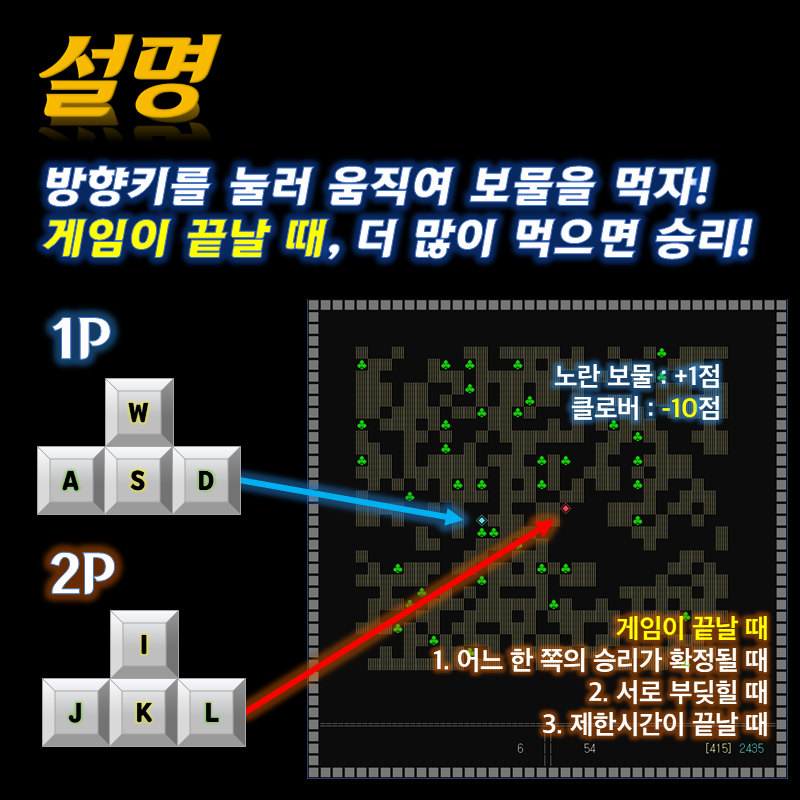 설명
방향키를 눌러 움직여 보물을 먹자!
게임이 끝날 때, 더 많이 먹으면 승리!
1P
W
A S D
2P
I
J K L
노란 보물 : +1점
클로버 : -10점
게임이 끝날 때
1. 어느 한 쪽의 승리가 확정될 때
2. 서로 부딪힐 때
3. 제한시간이 끝날 때
6 54 [415] 2435